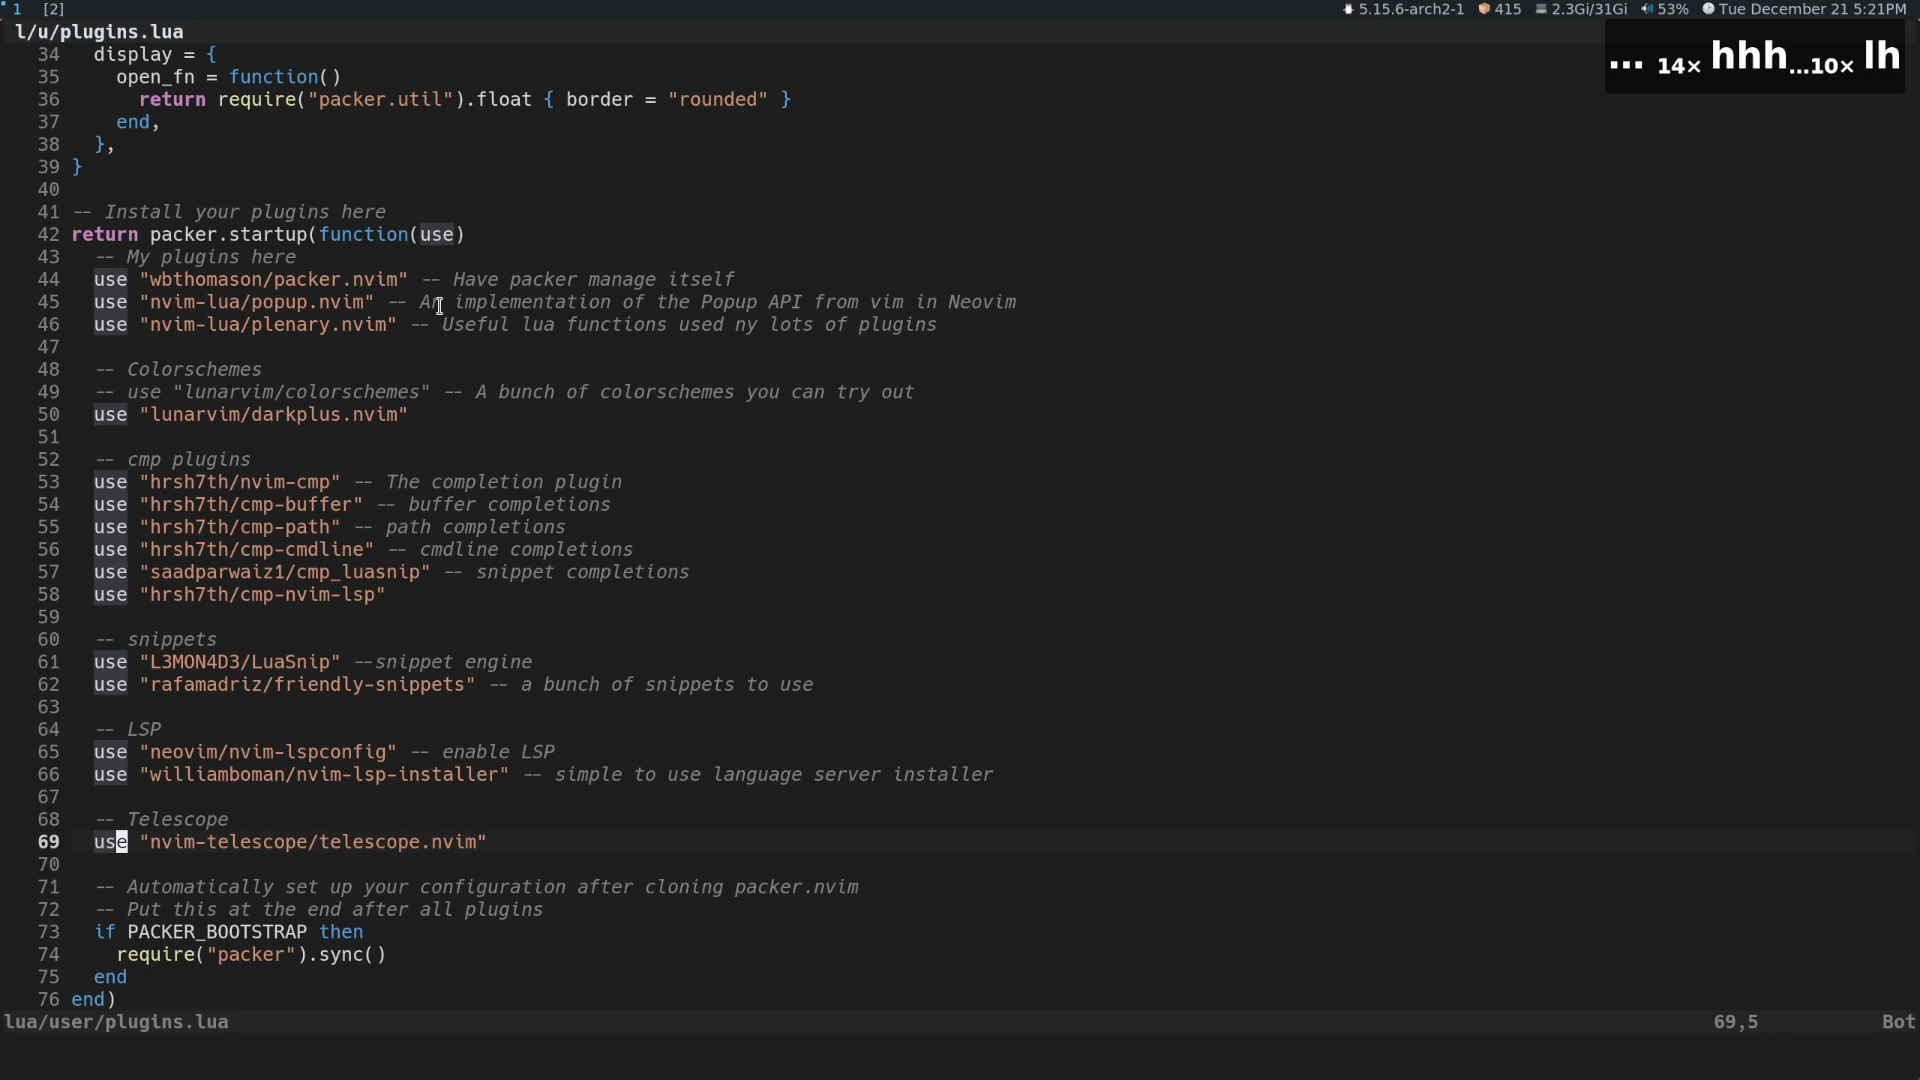 1 [2] 5.15.6-arch2-1 415 2.3Gi/31Gi 53% Tue December 21 5:21PM
l/u/plugins.lua
... 14× hhh...10× lh
34 display = {
35 open_fn = function()
36 return require("packer.util").float { border = "rounded" }
37 end,
38 },
39 }
40
41 -- Install your plugins here
42 return packer.startup(function(use)
43 -- My plugins here
44 use "wbthomason/packer.nvim" -- Have packer manage itself
45 use "nvim-lua/popup.nvim" -- An implementation of the Popup API from vim in Neovim
46 use "nvim-lua/plenary.nvim" -- Useful lua functions used ny lots of plugins
47
48 -- Colorschemes
49 -- use "lunarvim/colorschemes" -- A bunch of colorschemes you can try out
50 use "lunarvim/darkplus.nvim"
51
52 -- cmp plugins
53 use "hrsh7th/nvim-cmp" -- The completion plugin
54 use "hrsh7th/cmp-buffer" -- buffer completions
55 use "hrsh7th/cmp-path" -- path completions
56 use "hrsh7th/cmp-cmdline" -- cmdline completions
57 use "saadparwaiz1/cmp_luasnip" -- snippet completions
58 use "hrsh7th/cmp-nvim-lsp"
59
60 -- snippets
61 use "L3MON4D3/LuaSnip" --snippet engine
62 use "rafamadriz/friendly-snippets" -- a bunch of snippets to use
63
64 -- LSP
65 use "neovim/nvim-lspconfig" -- enable LSP
66 use "williamboman/nvim-lsp-installer" -- simple to use language server installer
67
68 -- Telescope
69 use "nvim-telescope/telescope.nvim"
70
71 -- Automatically set up your configuration after cloning packer.nvim
72 -- Put this at the end after all plugins
73 if PACKER_BOOTSTRAP then
74 require("packer").sync()
75 end
76 end)
lua/user/plugins.lua 69,5 Bot